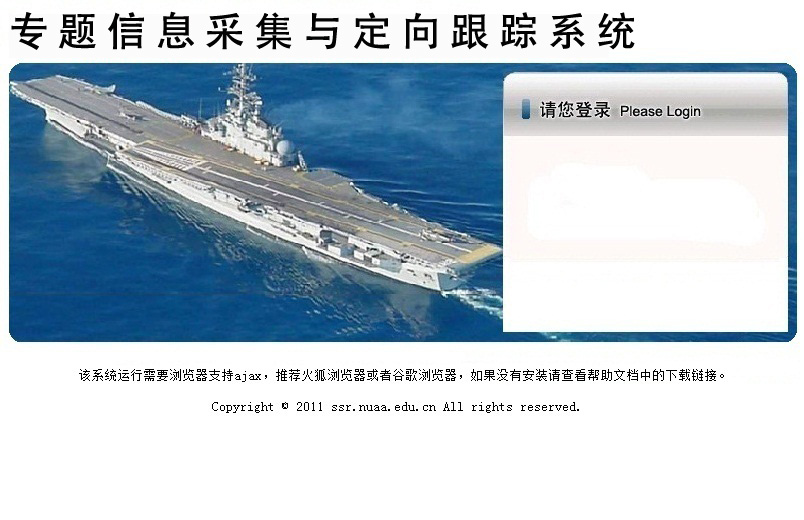 专题信息采集与定向跟踪系统
请您登录 Please Login
该系统运行需要浏览器支持ajax，推荐火狐浏览器或者谷歌浏览器，如果没有安装请查看帮助文档中的下载链接。
Copyright © 2011 ssr.nuaa.edu.cn All rights reserved.